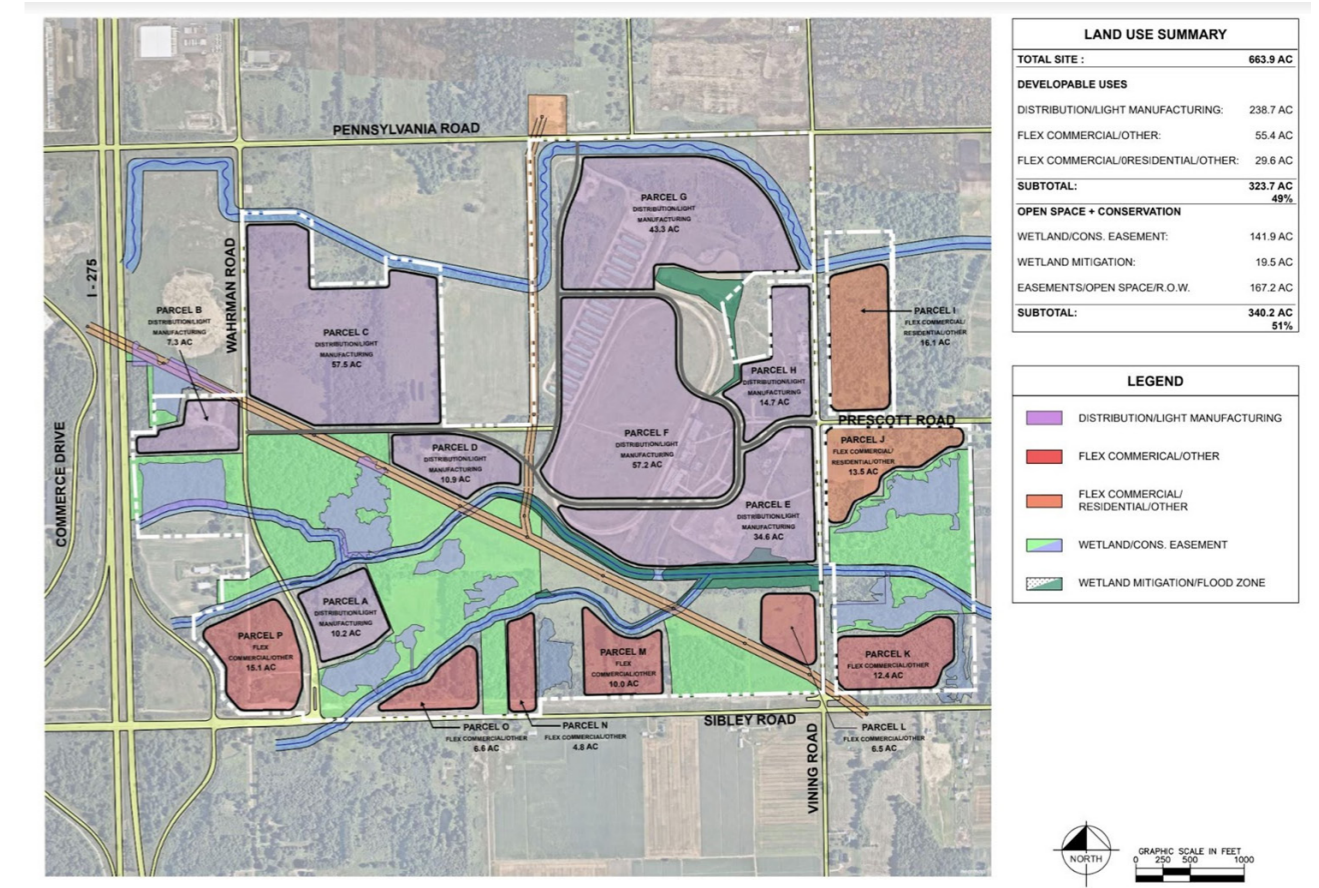 PENNSYLVANIA ROAD
PARCEL G
DISTRIBUTION/LIGHT
MANUFACTURING
43.3 AC
I - 275
WAHRMAN ROAD
PARCEL B
DISTRIBUTION/LIGHT
MANUFACTURING
7.3 AC
PARCEL C
DISTRIBUTION/LIGHT
MANUFACTURING
57.5 AC
PARCEL I
FLEX COMMERCIAL/
RESIDENTIAL/OTHER
16.1 AC
PARCEL H
DISTRIBUTION/LIGHT
MANUFACTURING
14.7 AC
PRESCOTT ROAD
COMMERCE DRIVE
PARCEL D
DISTRIBUTION/LIGHT
MANUFACTURING
10.9 AC
PARCEL F
DISTRIBUTION/LIGHT
MANUFACTURING
57.2 AC
PARCEL J
FLEX COMMERCIAL/
RESIDENTIAL/OTHER
13.5 AC
PARCEL E
DISTRIBUTION/LIGHT
MANUFACTURING
34.6 AC
PARCEL A
DISTRIBUTION/LIGHT
MANUFACTURING
10.2 AC
PARCEL P
FLEX
COMMERCIAL/OTHER
15.1 AC
PARCEL M
FLEX
COMMERCIAL/OTHER
10.0 AC
PARCEL K
FLEX COMMERCIAL/OTHER
12.4 AC
PARCEL O
FLEX COMMERCIAL/OTHER
6.6 AC
PARCEL N
FLEX COMMERCIAL/OTHER
4.8 AC
SIBLEY ROAD
VINING ROAD
PARCEL L
FLEX COMMERCIAL/OTHER
6.5 AC
LAND USE SUMMARY
TOTAL SITE : 663.9 AC
DEVELOPABLE USES
DISTRIBUTION/LIGHT MANUFACTURING: 238.7 AC
FLEX COMMERCIAL/OTHER: 55.4 AC
FLEX COMMERCIAL/0RESIDENTIAL/OTHER: 29.6 AC
SUBTOTAL: 323.7 AC
49%
OPEN SPACE + CONSERVATION
WETLAND/CONS. EASEMENT: 141.9 AC
WETLAND MITIGATION: 19.5 AC
EASEMENTS/OPEN SPACE/R.O.W. 167.2 AC
SUBTOTAL: 340.2 AC
51%
LEGEND
DISTRIBUTION/LIGHT MANUFACTURING
FLEX COMMERICAL/OTHER
FLEX COMMERCIAL/
RESIDENTIAL/OTHER
WETLAND/CONS. EASEMENT
WETLAND MITIGATION/FLOOD ZONE
NORTH
GRAPHIC SCALE IN FEET
0 250 500 1000